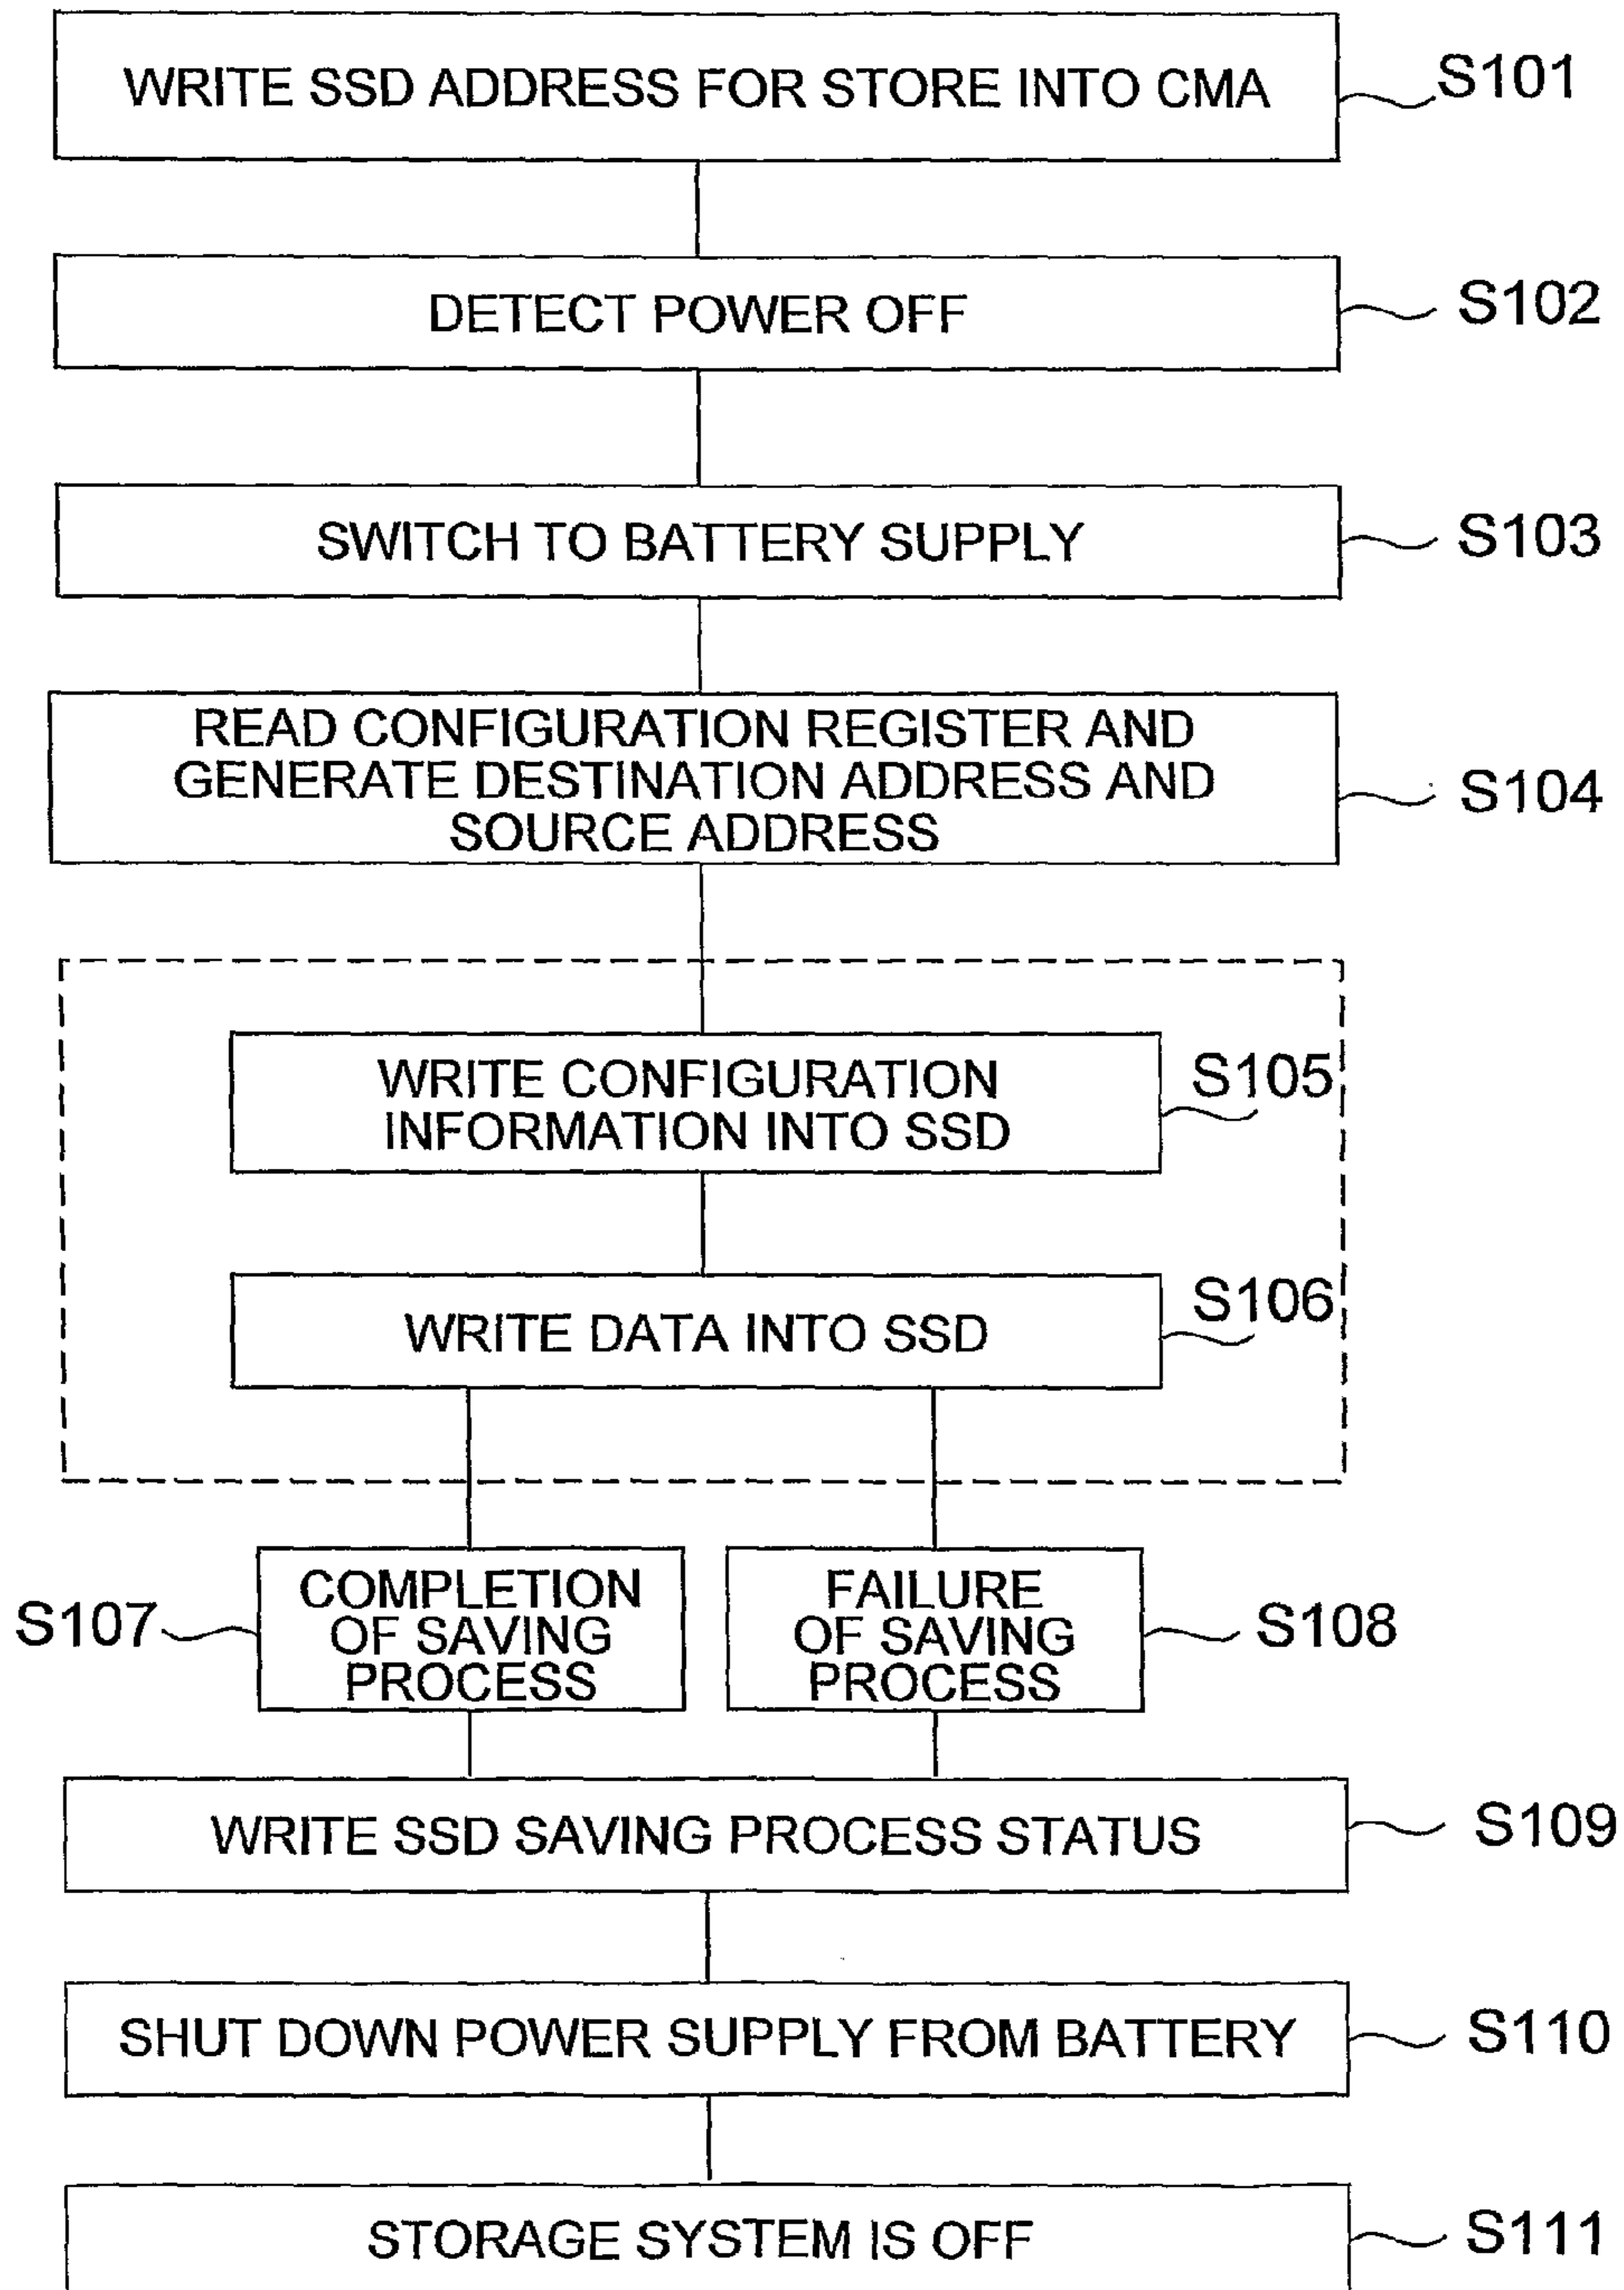 WRITE SSD ADDRESS FOR STORE INTO CMA
S101
DETECT POWER OFF
S102
SWITCH TO BATTERY SUPPLY
S103
READ CONFIGURATION REGISTER AND
GENERATE DESTINATION ADDRESS AND
SOURCE ADDRESS
S104
WRITE CONFIGURATION
INFORMATION INTO SSD
S105
WRITE DATA INTO SSD
S106
S107
COMPLETION
OF SAVING
PROCESS
FAILURE
OF SAVING
PROCESS
S108
WRITE SSD SAVING PROCESS STATUS
S109
SHUT DOWN POWER SUPPLY FROM BATTERY
S110
STORAGE SYSTEM IS OFF
S111